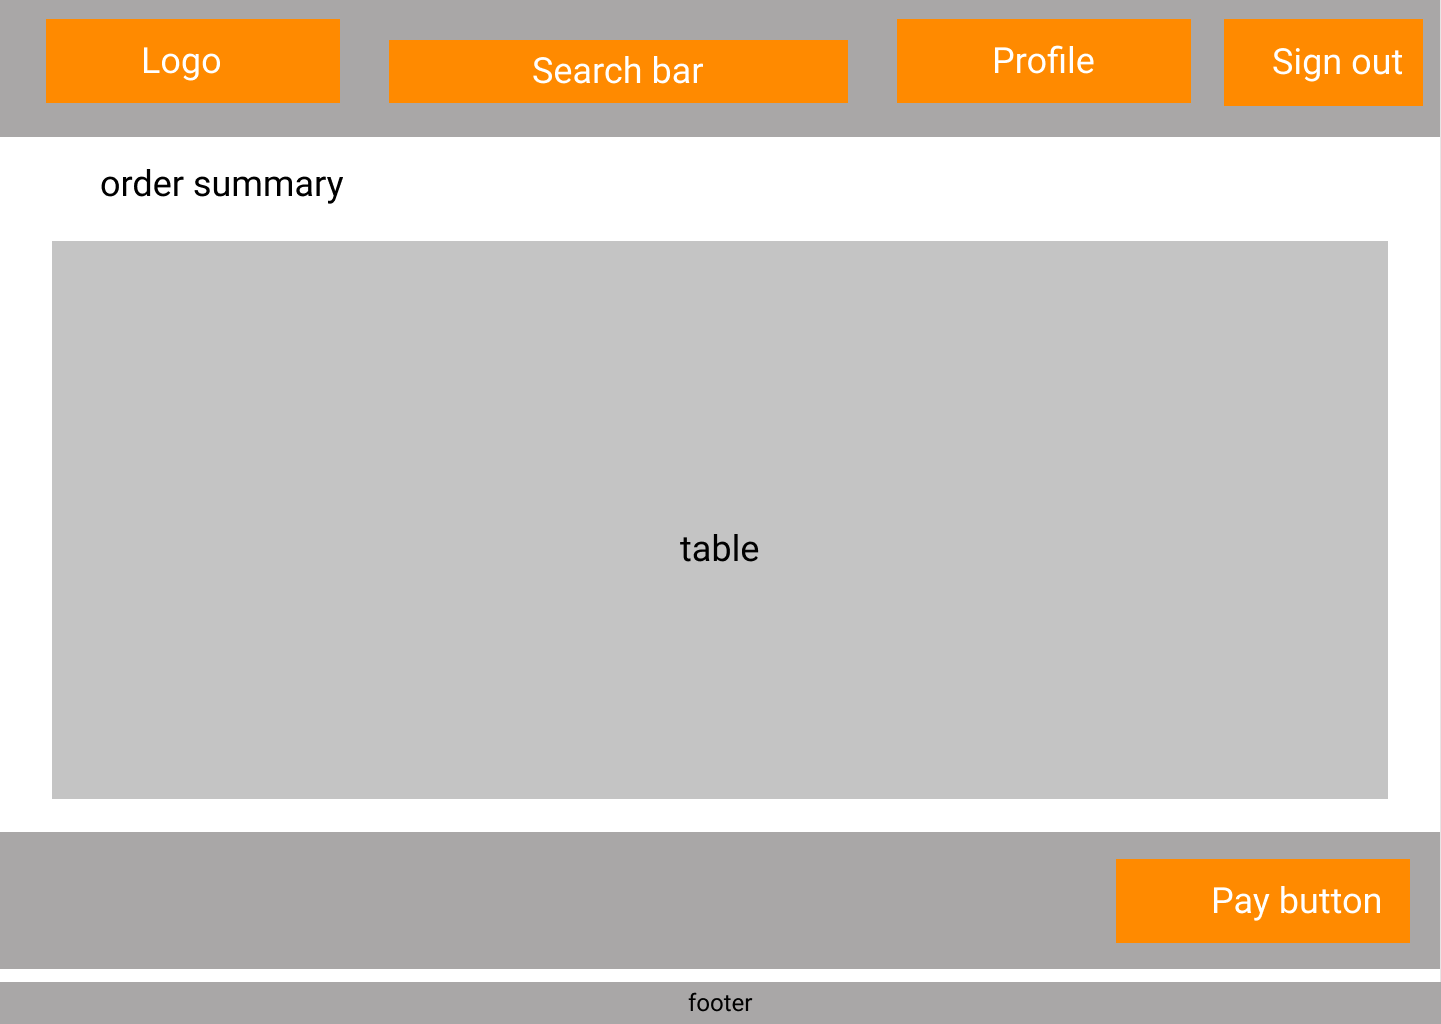 Logo
Search bar
Profile
Sign out
order summary
table
Pay button
footer